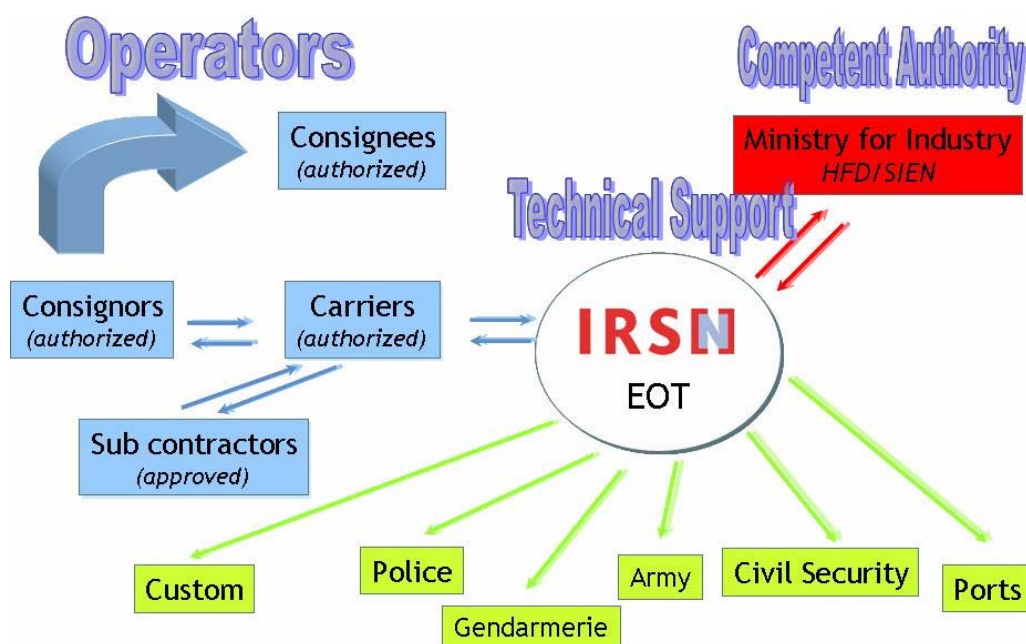 Operators
Competent Authority
Consignees
(authorized)
Ministry for Industry
HFD/SIEN
Technical Support
Consignors
(authorized)
Carriers
(authorized)
IRSN
EOT
Sub contractors
(approved)
Custom
Police
Gendarmerie
Army
Civil Security
Ports